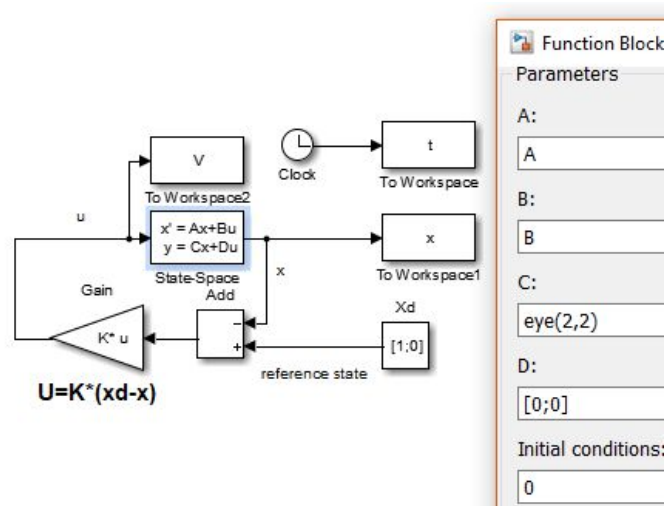 V
To Workspace2
u
x' = Ax+Bu
y = Cx+Du
State-Space
Clock
t
To Workspace
x
To Workspace1
x
Add
−
+
Gain
K* u
Xd
[1;0]
reference state
U=K*(xd-x)
Function Block
Parameters
A:
A
B:
B
C:
eye(2,2)
D:
[0;0]
Initial conditions:
0